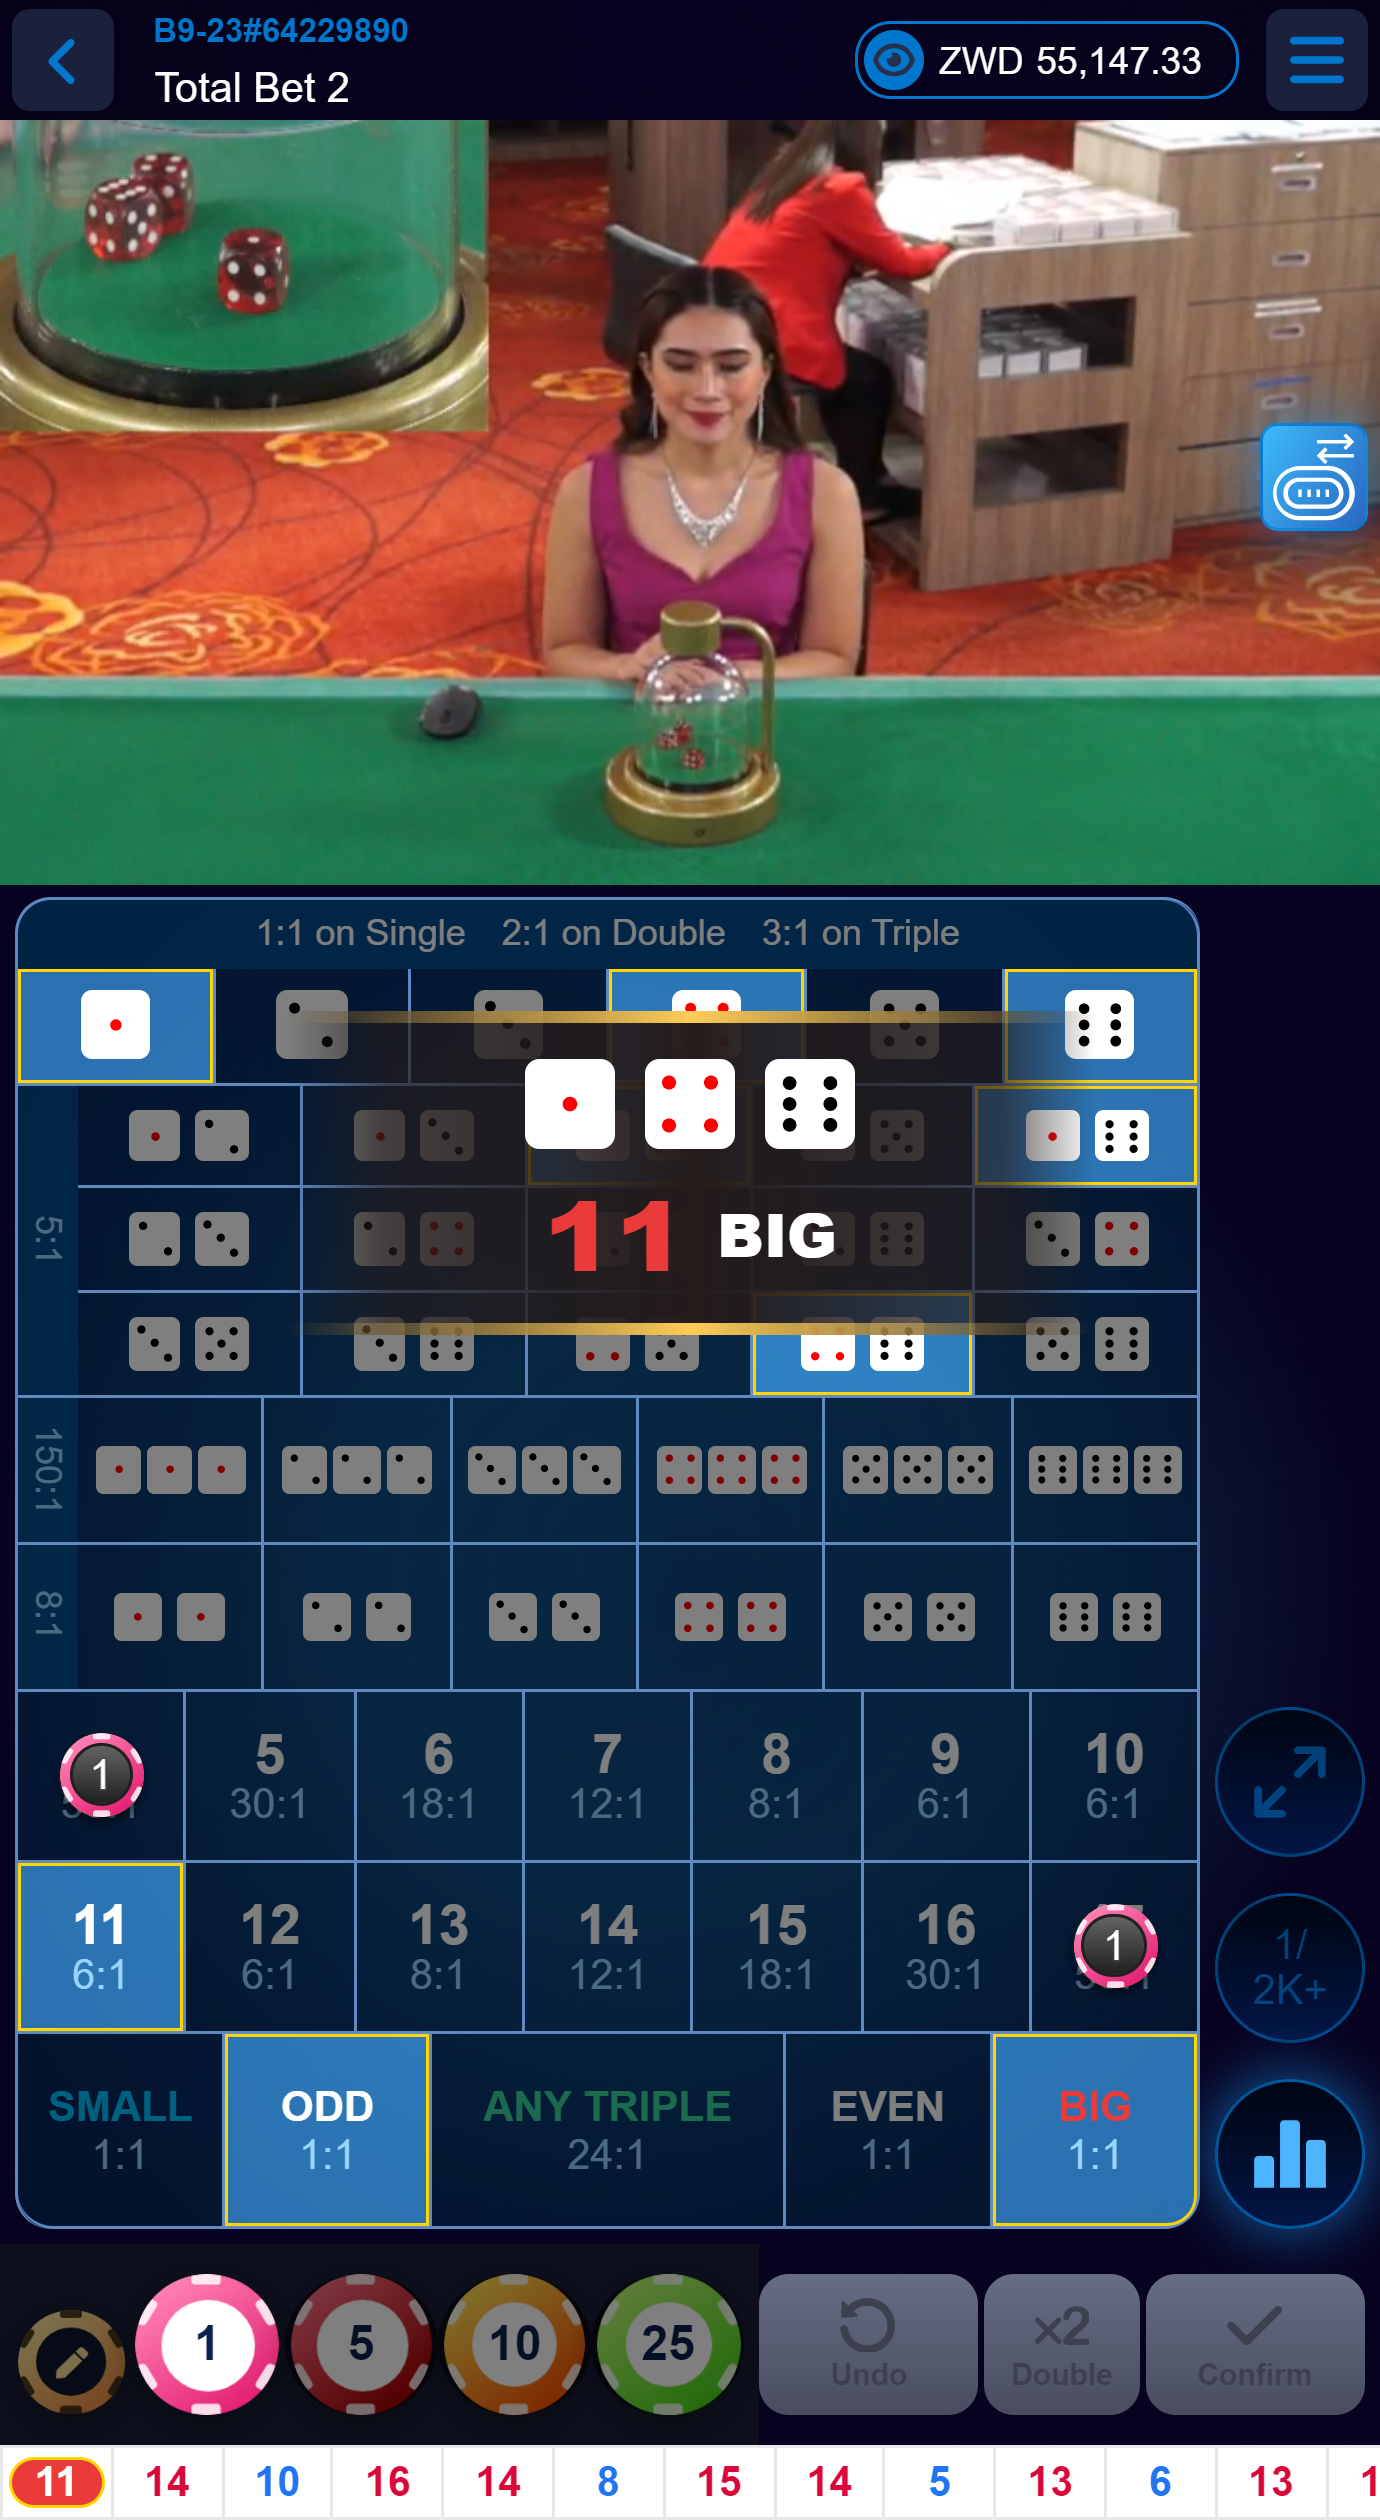 B9-23#64229890
Total Bet 2
ZWD 55,147.33
1:1 on Single 2:1 on Double 3:1 on Triple
11 BIG
5:1
150:1
8:1
1
5 6 7 8 9 10
30:1 18:1 12:1 8:1 6:1 6:1
11 12 13 14 15 16
1
6:1 6:1 8:1 12:1 18:1 30:1
SMALL ODD ANY TRIPLE EVEN BIG
1:1 1:1 24:1 1:1 1:1
1/
2K+
1 5 10 25
Undo x2 Double Confirm
11 14 10 16 14 8 15 14 5 13 6 13